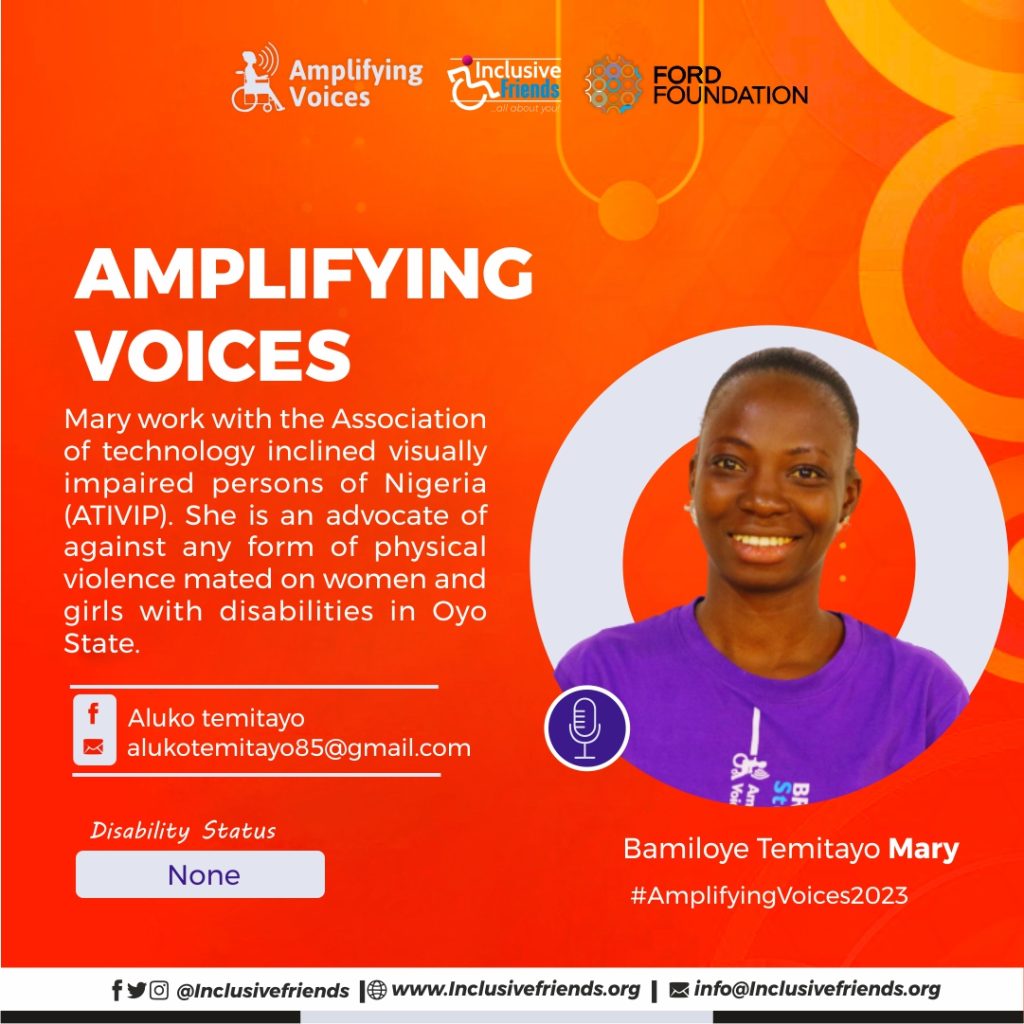 Amplifying
Voices
Inclusive
Friends
...all about you!
FORD
FOUNDATION
AMPLIFYING
VOICES
Mary work with the Association
of technology inclined visually
impaired persons of Nigeria
(ATIVIP). She is an advocate of
against any form of physical
violence mated on women and
girls with disabilities in Oyo
State.
Aluko temitayo
alukotemitayo85@gmail.com
Disability Status
None
Bamiloye Temitayo Mary
#AmplifyingVoices2023
@Inclusivefriends | www.Inclusivefriends.org | info@Inclusivefriends.org